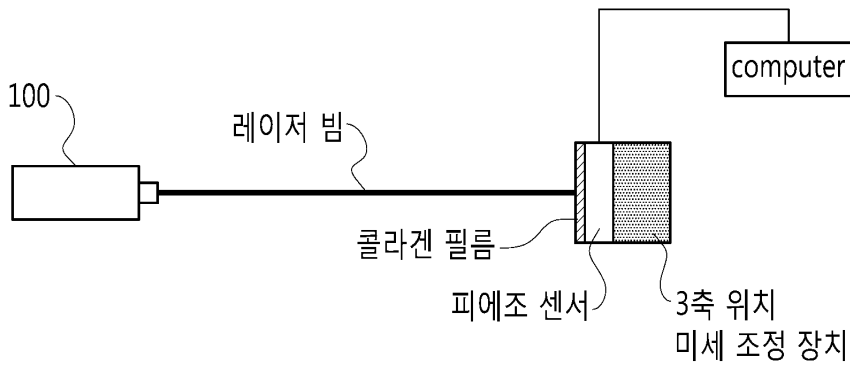 computer
100
레이저 빔
콜라겐 필름
피에조 센서
3축 위치
미세 조정 장치